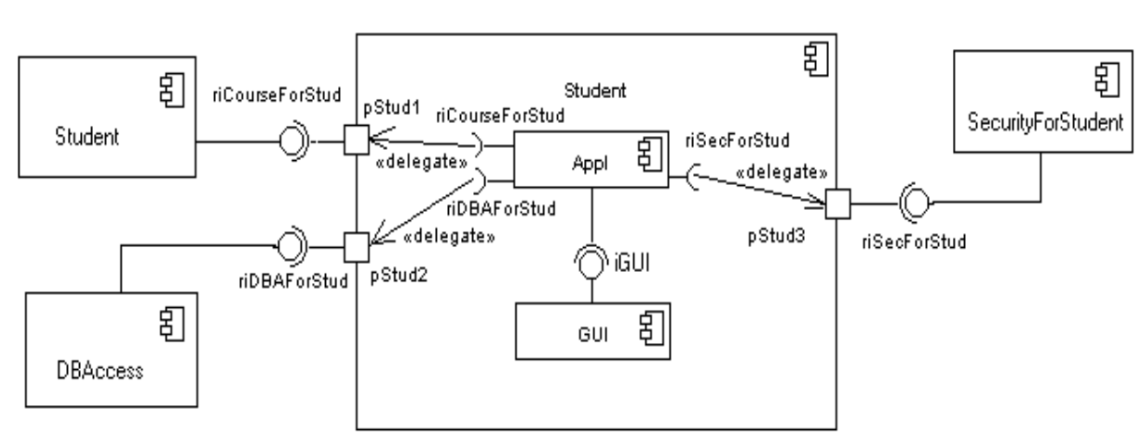 Student
riCourseForStud
pStud1
Student
riCourseForStud
«delegate»
Appl
riSecForStud
«delegate»
SecurityForStudent
riDBAForStud
«delegate»
pStud2
riDBAForStud
pStud3
riSecForStud
iGUI
GUI
DBAccess